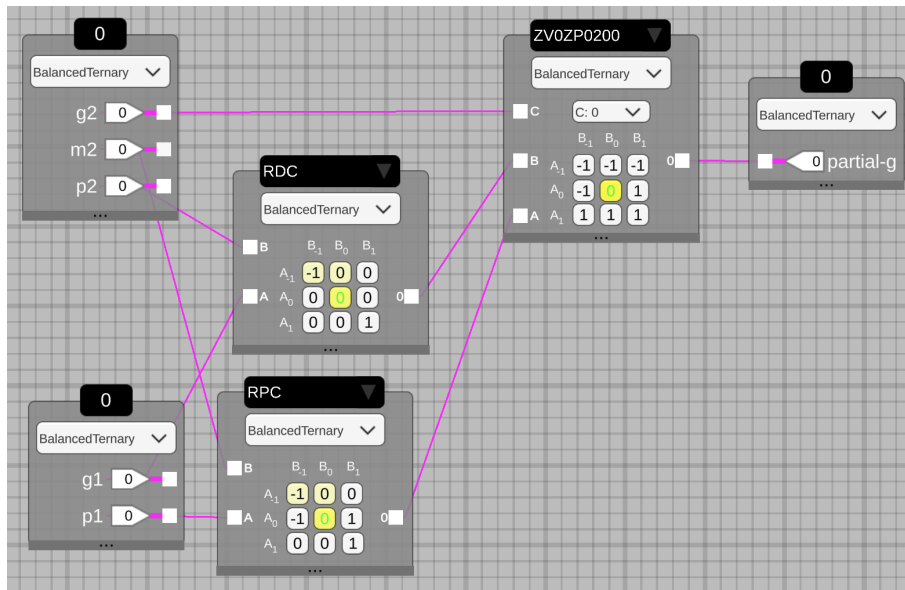 0
BalancedTernary
g2 0
m2 0
p2 0
...
ZV0ZP0200
BalancedTernary
C C: 0
B-1 B0 B1
B A-1 -1 -1 -1 0
A0 -1 0 1
A A1 1 1 1
...
0
BalancedTernary
0 partial-g
...
RDC
BalancedTernary
B B-1 B0 B1
A-1 -1 0 0
A A0 0 0 0 0
A1 0 0 1
...
0
BalancedTernary
g1 0
p1 0
...
RPC
BalancedTernary
B B-1 B0 B1
A-1 -1 0 0
A A0 -1 0 1 0
A1 0 0 1
...